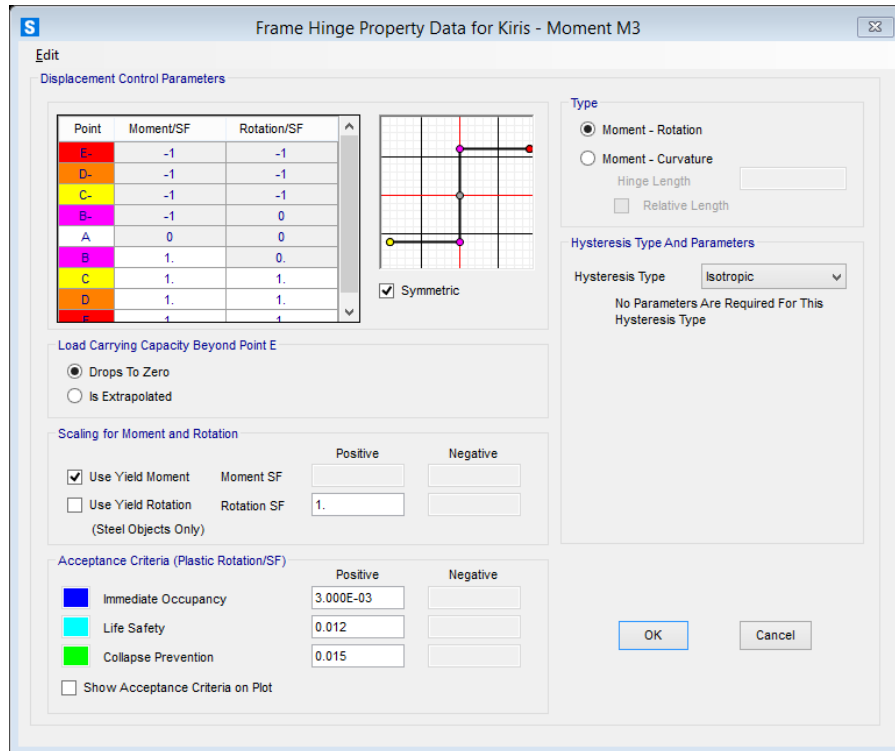 S
Frame Hinge Property Data for Kiris - Moment M3
Edit
Displacement Control Parameters
Point Moment/SF Rotation/SF
E- -1 -1
D- -1 -1
C- -1 -1
B- -1 0
A 0 0
B 1. 0.
C 1. 1.
D 1. 1.
E 1. 1.
Symmetric
Load Carrying Capacity Beyond Point E
Drops To Zero
Is Extrapolated
Scaling for Moment and Rotation
Positive Negative
Use Yield Moment Moment SF
Use Yield Rotation Rotation SF 1.
(Steel Objects Only)
Acceptance Criteria (Plastic Rotation/SF)
Positive Negative
Immediate Occupancy 3.000E-03
Life Safety 0.012
Collapse Prevention 0.015
Show Acceptance Criteria on Plot
Type
Moment - Rotation
Moment - Curvature
Hinge Length
Relative Length
Hysteresis Type And Parameters
Hysteresis Type Isotropic
No Parameters Are Required For This
Hysteresis Type
OK Cancel